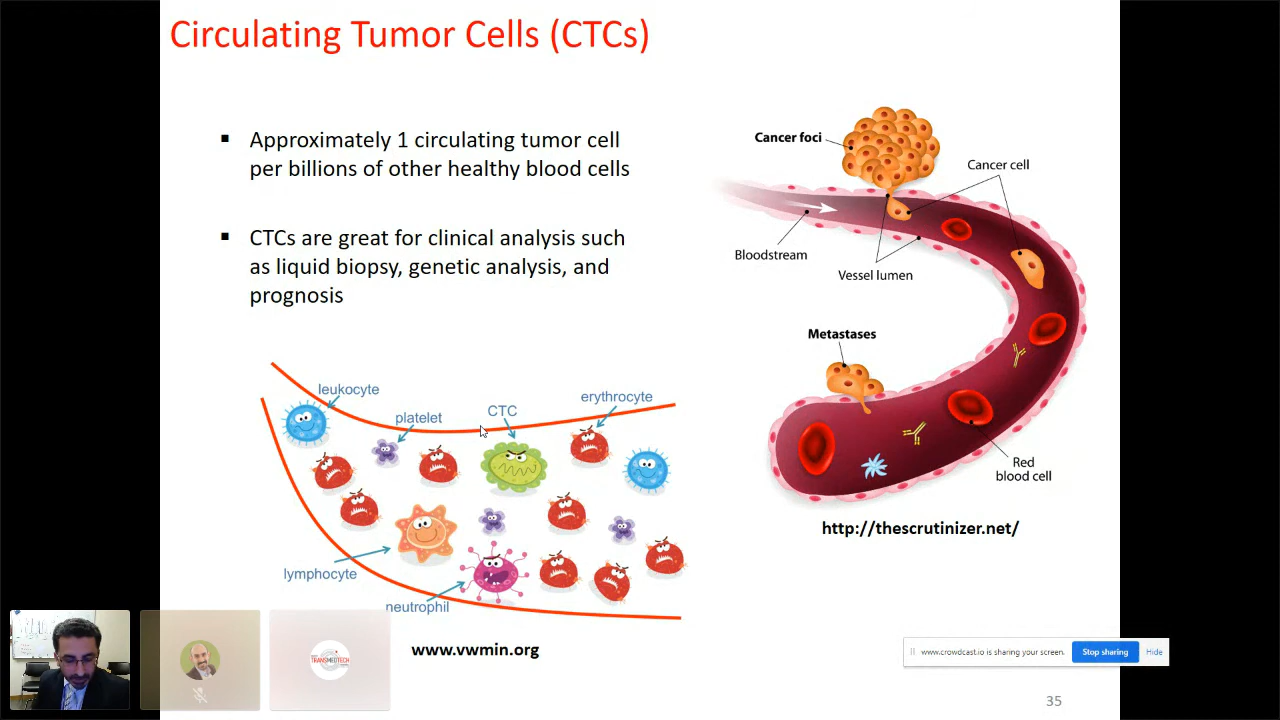 Circulating Tumor Cells (CTCs)
▪ Approximately 1 circulating tumor cell
per billions of other healthy blood cells
▪ CTCs are great for clinical analysis such
as liquid biopsy, genetic analysis, and
prognosis
Cancer foci
Cancer cell
Bloodstream
Vessel lumen
Metastases
Red
blood cell
http://thescrutinizer.net/
leukocyte
platelet
CTC
erythrocyte
lymphocyte
neutrophil
www.vwmin.org
TRANSMEDTECH
www.crowdcast.io is sharing your screen.
Stop sharing
Hide
35